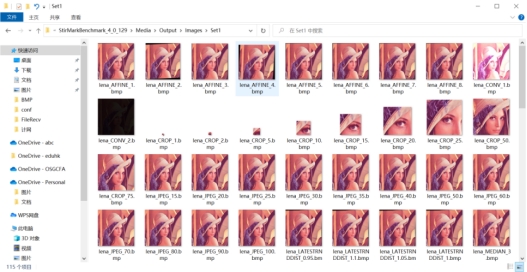 Set1
文件 主页 共享 查看
StirMarkBenchmark_4_0_129 › Media › Output › Images › Set1
在 Set1 中搜索
快速访问
桌面
下载
文档
图片
BMP
conf
FileRecv
计网
OneDrive - abc
OneDrive - eduhk
OneDrive - OSGCFA
OneDrive - Personal
图片
文档
WPS网盘
此电脑
3D 对象
视频
图片
115 个项目
lena_AFFINE_1.bmp
lena_AFFINE_2.bmp
lena_AFFINE_3.bmp
lena_AFFINE_4.bmp
lena_AFFINE_5.bmp
lena_AFFINE_6.bmp
lena_AFFINE_7.bmp
lena_AFFINE_8.bmp
lena_CONV_1.bmp
lena_CONV_2.bmp
lena_CROP_1.bmp
lena_CROP_2.bmp
lena_CROP_5.bmp
lena_CROP_10.bmp
lena_CROP_15.bmp
lena_CROP_20.bmp
lena_CROP_25.bmp
lena_CROP_50.bmp
lena_CROP_75.bmp
lena_JPEG_15.bmp
lena_JPEG_20.bmp
lena_JPEG_25.bmp
lena_JPEG_30.bmp
lena_JPEG_35.bmp
lena_JPEG_40.bmp
lena_JPEG_50.bmp
lena_JPEG_60.bmp
lena_JPEG_70.bmp
lena_JPEG_80.bmp
lena_JPEG_90.bmp
lena_JPEG_100.bmp
lena_LATESTRNDDIST_0.95.bmp
lena_LATESTRNDDIST_1.1.bmp
lena_LATESTRNDDIST_1.05.bmp
lena_LATESTRNDDIST_1.bmp
lena_MEDIAN_3.bmp